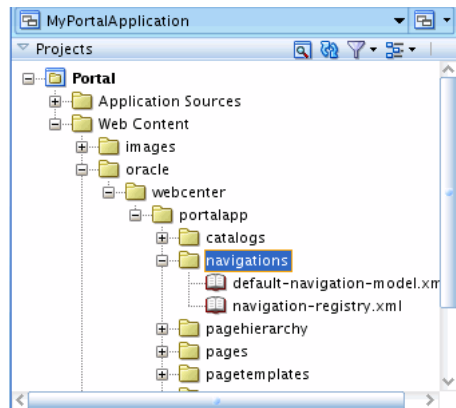 MyPortalApplication
Projects
Portal
Application Sources
Web Content
images
oracle
webcenter
portalapp
catalogs
navigations
default-navigation-model.xm
navigation-registry.xml
pagehierarchy
pages
pagetemplates